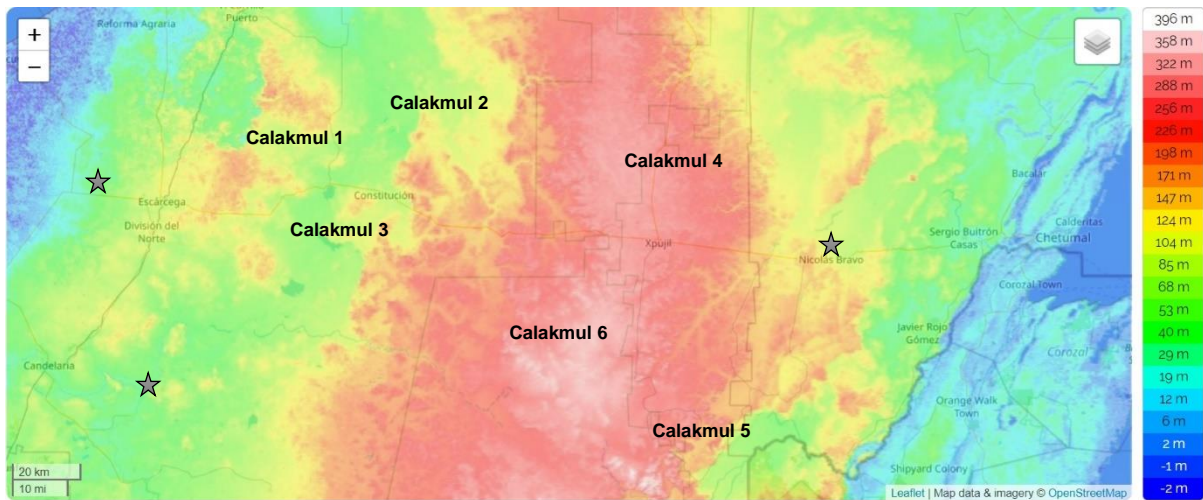 Reforma Agraria
Puerto
+
−
Calakmul 2
Calakmul 1
Calakmul 4
Bacalar
Escárcega
Constitución
División del
Norte
Calakmul 3
Xpujil
Nicolás Bravo
Sergio Buitrón
Casas
Calderitas
Chetumal
Corozal Town
Calakmul 6
Javier Rojo
Gómez
Corozal
Candelaria
Orange Walk
Town
Calakmul 5
Shipyard Colony
20 km
10 mi
Leaflet | Map data & imagery © OpenStreetMap
396 m
358 m
322 m
288 m
256 m
226 m
198 m
171 m
147 m
124 m
104 m
85 m
68 m
53 m
40 m
29 m
19 m
12 m
6 m
2 m
-1 m
-2 m